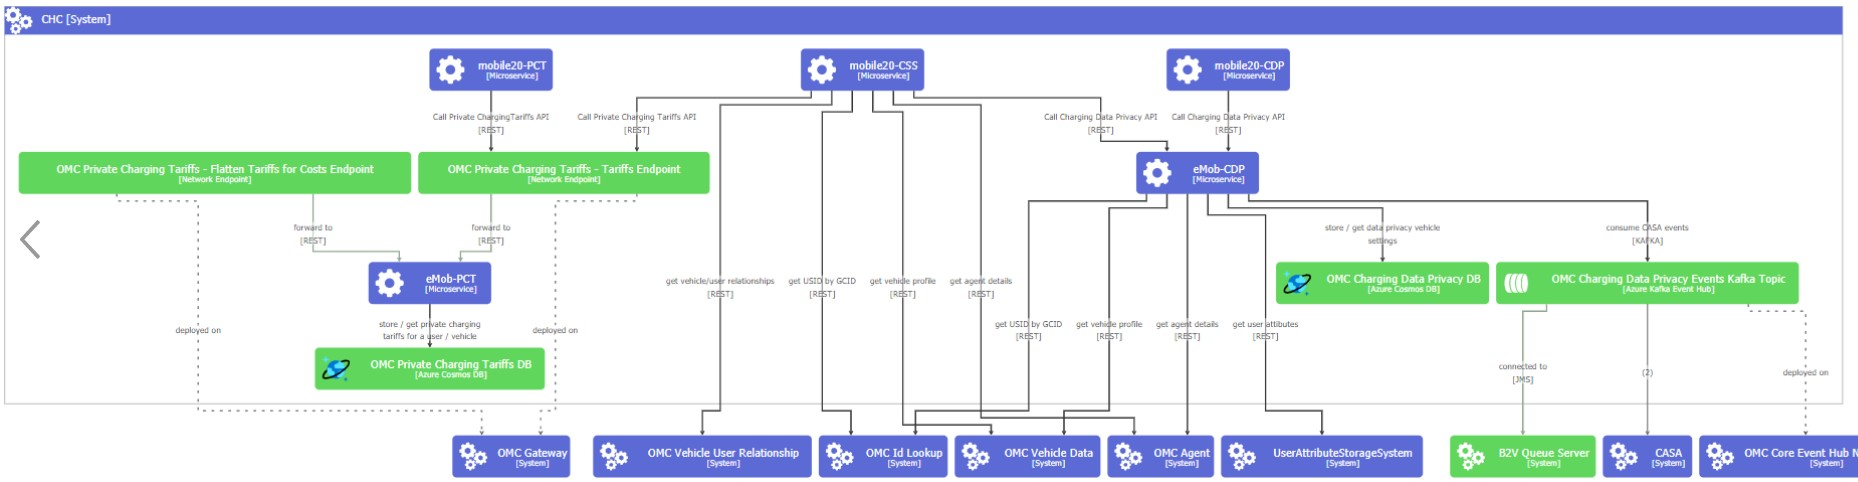 CHC [System]
mobile20-PCT
[Microservice]
mobile20-CSS
[Microservice]
mobile20-CDP
[Microservice]
Call Private ChargingTariffs API
[REST]
Call Private Charging Tariffs API
[REST]
Call Charging Data Privacy API
[REST]
Call Charging Data Privacy API
[REST]
OMC Private Charging Tariffs - Flatten Tariffs for Costs Endpoint
[Network Endpoint]
OMC Private Charging Tariffs - Tariffs Endpoint
[Network Endpoint]
eMob-CDP
[Microservice]
forward to
[REST]
forward to
[REST]
store / get data privacy vehicle
settings
consume CASA events
[KAFKA]
eMob-PCT
[Microservice]
get vehicle/user relationships
[REST]
get USID by GCID
[REST]
get vehicle profile
[REST]
get agent details
[REST]
OMC Charging Data Privacy DB
[Azure Cosmos DB]
OMC Charging Data Privacy Events Kafka Topic
[Azure Kafka Event Hub]
deployed on
store / get private charging
tariffs for a user / vehicle
deployed on
get USID by GCID
[REST]
get vehicle profile
[REST]
get agent details
[REST]
get user attibutes
[REST]
OMC Private Charging Tariffs DB
[Azure Cosmos DB]
connected to
[JMS]
(2)
deployed on
OMC Gateway
[System]
OMC Vehicle User Relationship
[System]
OMC Id Lookup
[System]
OMC Vehicle Data
[System]
OMC Agent
[System]
UserAttributeStorageSystem
[System]
B2V Queue Server
[System]
CASA
[System]
OMC Core Event Hub N
[System]